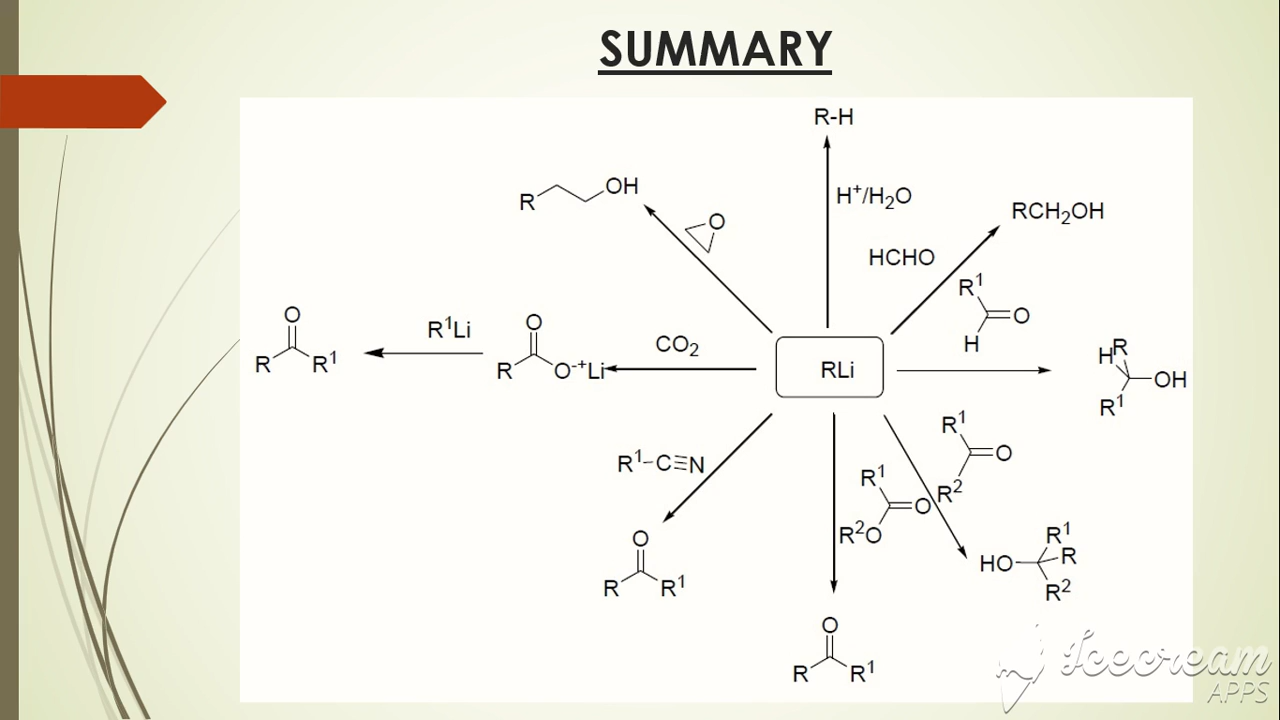 SUMMARY
R-H
H⁺/H₂O
R OH
O
RCH₂OH
HCHO
R¹
H
O
O
R R¹
R¹Li
O
R O⁻⁺Li
CO₂
RLi
H R
R¹
OH
R¹–C≡N
R¹
R²
O
R¹
R²O
O
O
R R¹
HO
R¹
R
R²
O
R R¹
Icecream
APPS